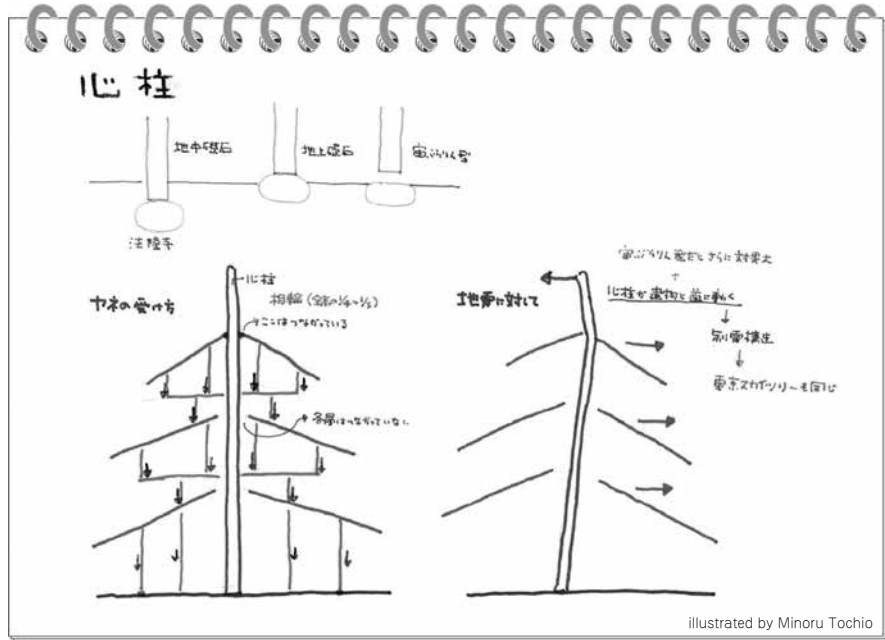 心柱
地中礎石
地上礎石
宙ぶらりん型
法隆寺
心柱
相輪(全高の1/4〜1/3)
ヤネの受け方
ここはつながっている
各層はつながっていない
地震に対して
宙ぶらりん型だとさらに効果大
心柱が建物と逆に動く
↓
制震構造
↓
東京スカイツリーも同じ
illustrated by Minoru Tochio